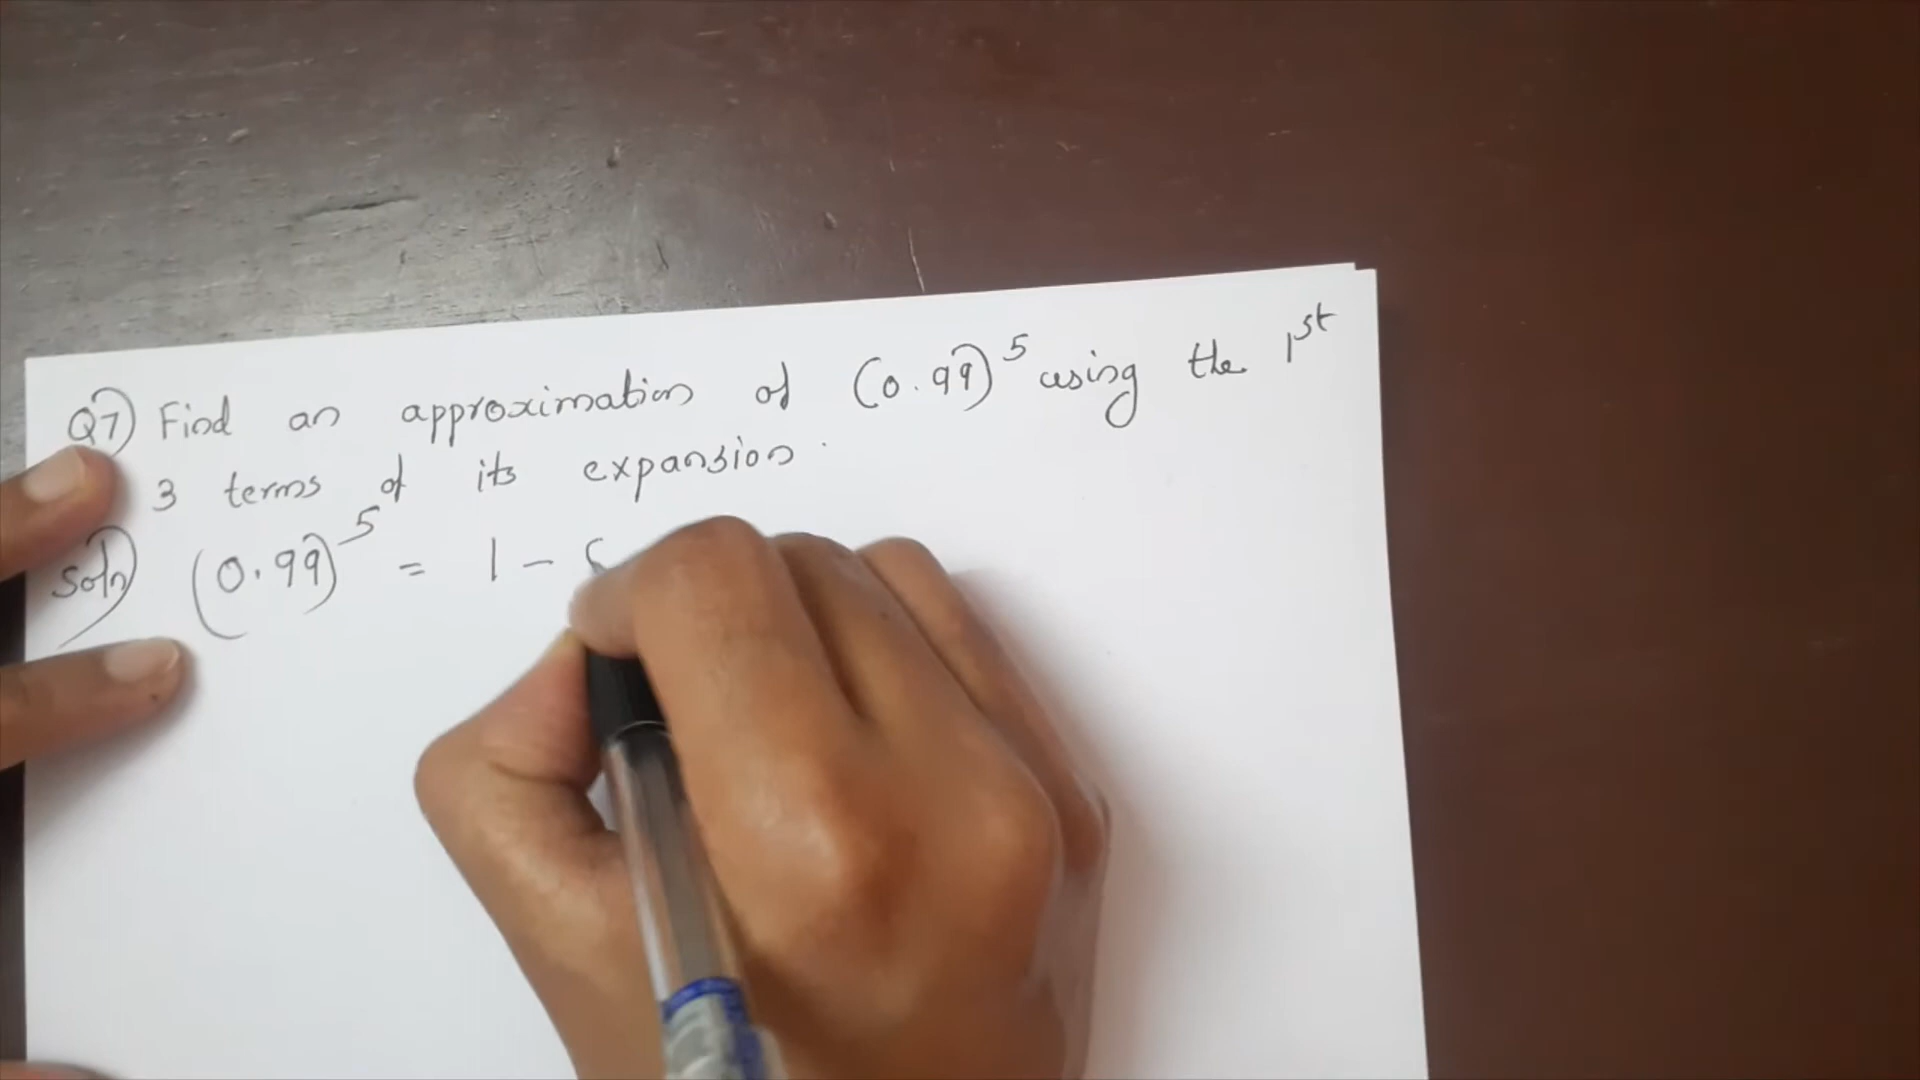 Q7) Find an approximation of (0.99)⁵ using the 1st
3 terms of its expansion.
Soln) (0.99)⁵ = 1 -